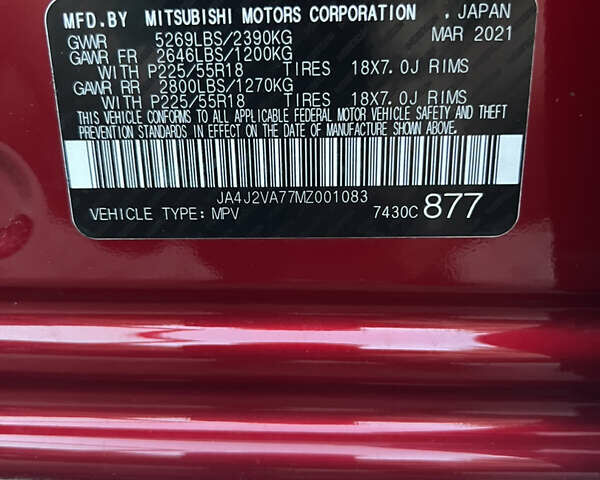 MFD.BY MITSUBISHI MOTORS CORPORATION , JAPAN
GVWR 5269LBS/2390KG MAR 2021
GAWR FR 2646LBS/1200KG
WITH P225/55R18 TIRES 18X7.0J RIMS
GAWR RR 2800LBS/1270KG
WITH P225/55R18 TIRES 18X7.0J RIMS
THIS VEHICLE CONFORMS TO ALL APPLICABLE FEDERAL MOTOR VEHICLE SAFETY AND THEFT
PREVENTION STANDARDS IN EFFECT ON THE DATE OF MANUFACTURE SHOWN ABOVE.
JA4J2VA77MZ001083
VEHICLE TYPE: MPV 7430C 877